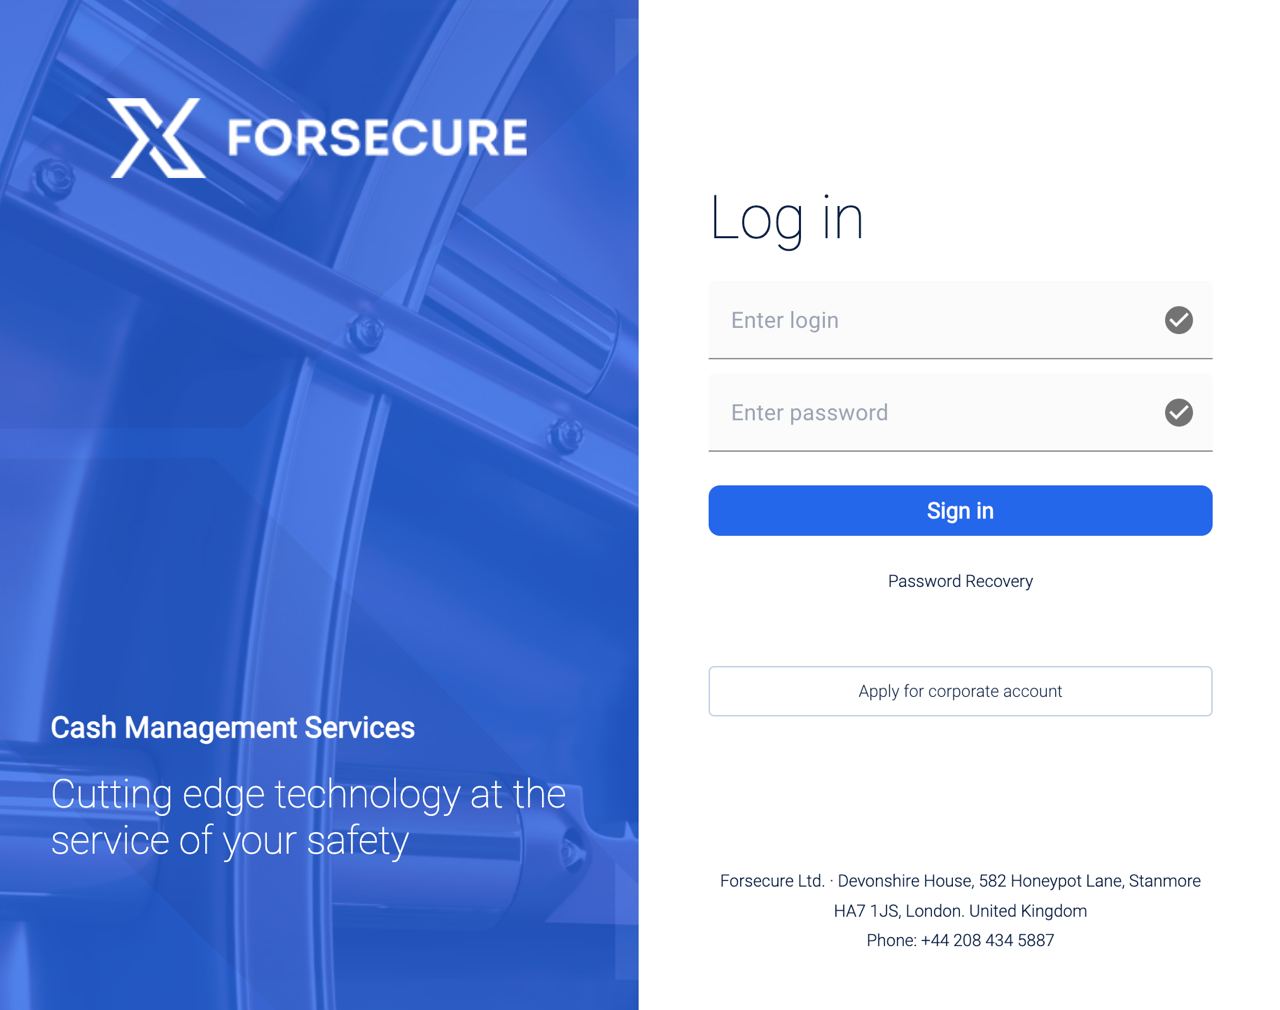 FORSECURE
Cash Management Services
Cutting edge technology at the
service of your safety
Log in
Enter login
Enter password
Sign in
Password Recovery
Apply for corporate account
Forsecure Ltd. · Devonshire House, 582 Honeypot Lane, Stanmore
HA7 1JS, London. United Kingdom
Phone: +44 208 434 5887